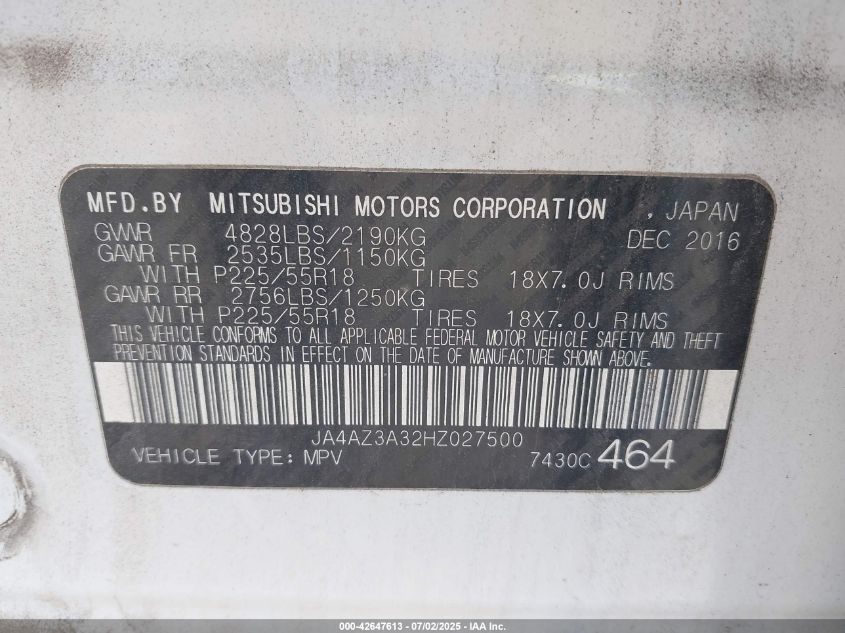 MFD.BY MITSUBISHI MOTORS CORPORATION , JAPAN
GVWR 4828LBS/2190KG DEC 2016
GAWR FR 2535LBS/1150KG
WITH P225/55R18 TIRES 18X7.0J RIMS
GAWR RR 2756LBS/1250KG
WITH P225/55R18 TIRES 18X7.0J RIMS
THIS VEHICLE CONFORMS TO ALL APPLICABLE FEDERAL MOTOR VEHICLE SAFETY AND THEFT
PREVENTION STANDARDS IN EFFECT ON THE DATE OF MANUFACTURE SHOWN ABOVE.
JA4AZ3A32HZ027500
VEHICLE TYPE: MPV 7430C 464
000-42647613 - 07/02/2025 - IAA Inc.